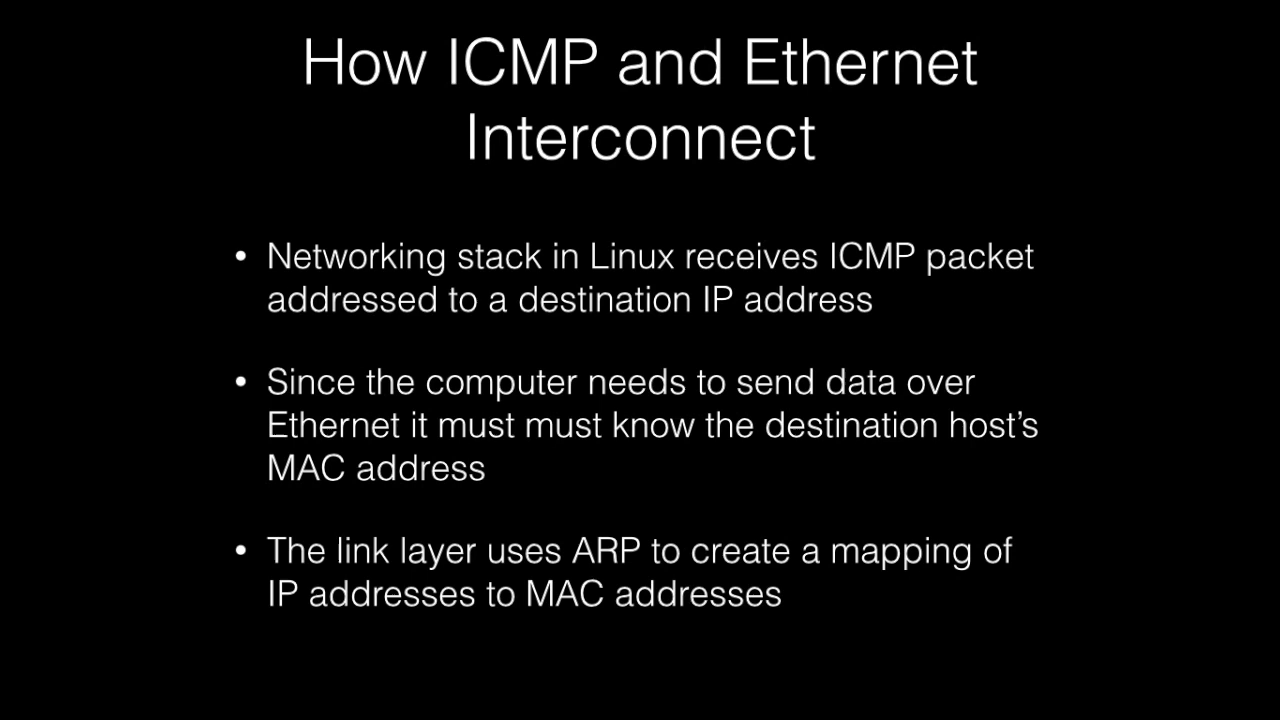 How ICMP and Ethernet
Interconnect
• Networking stack in Linux receives ICMP packet
addressed to a destination IP address
• Since the computer needs to send data over
Ethernet it must must know the destination host’s
MAC address
• The link layer uses ARP to create a mapping of
IP addresses to MAC addresses